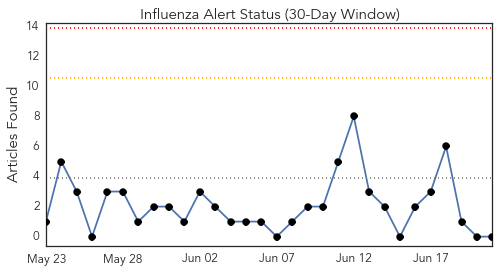 Influenza Alert Status (30-Day Window)
Articles Found
14
12
10
8
6
4
2
0
May 23
May 28
Jun 02
Jun 07
Jun 12
Jun 17